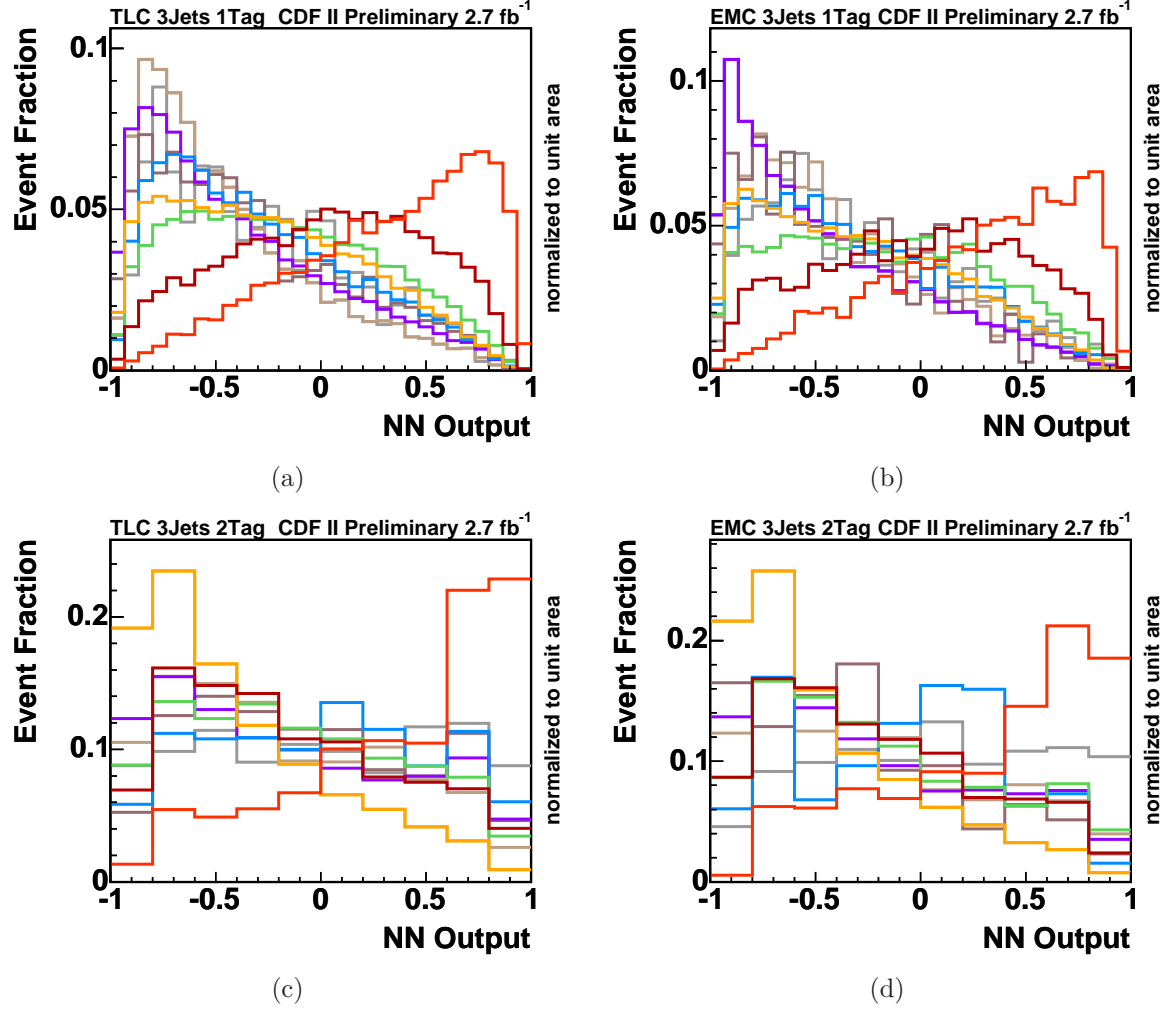 TLC 3Jets 1Tag CDF II Preliminary 2.7 fb-1
Event Fraction
normalized to unit area
0.1
0.05
0
-1 -0.5 0 0.5 1
NN Output
(a)
EMC 3Jets 1Tag CDF II Preliminary 2.7 fb-1
Event Fraction
normalized to unit area
0.1
0.05
0
-1 -0.5 0 0.5 1
NN Output
(b)
TLC 3Jets 2Tag CDF II Preliminary 2.7 fb-1
Event Fraction
normalized to unit area
0.2
0.1
0
-1 -0.5 0 0.5 1
NN Output
(c)
EMC 3Jets 2Tag CDF II Preliminary 2.7 fb-1
Event Fraction
normalized to unit area
0.2
0.1
0
-1 -0.5 0 0.5 1
NN Output
(d)